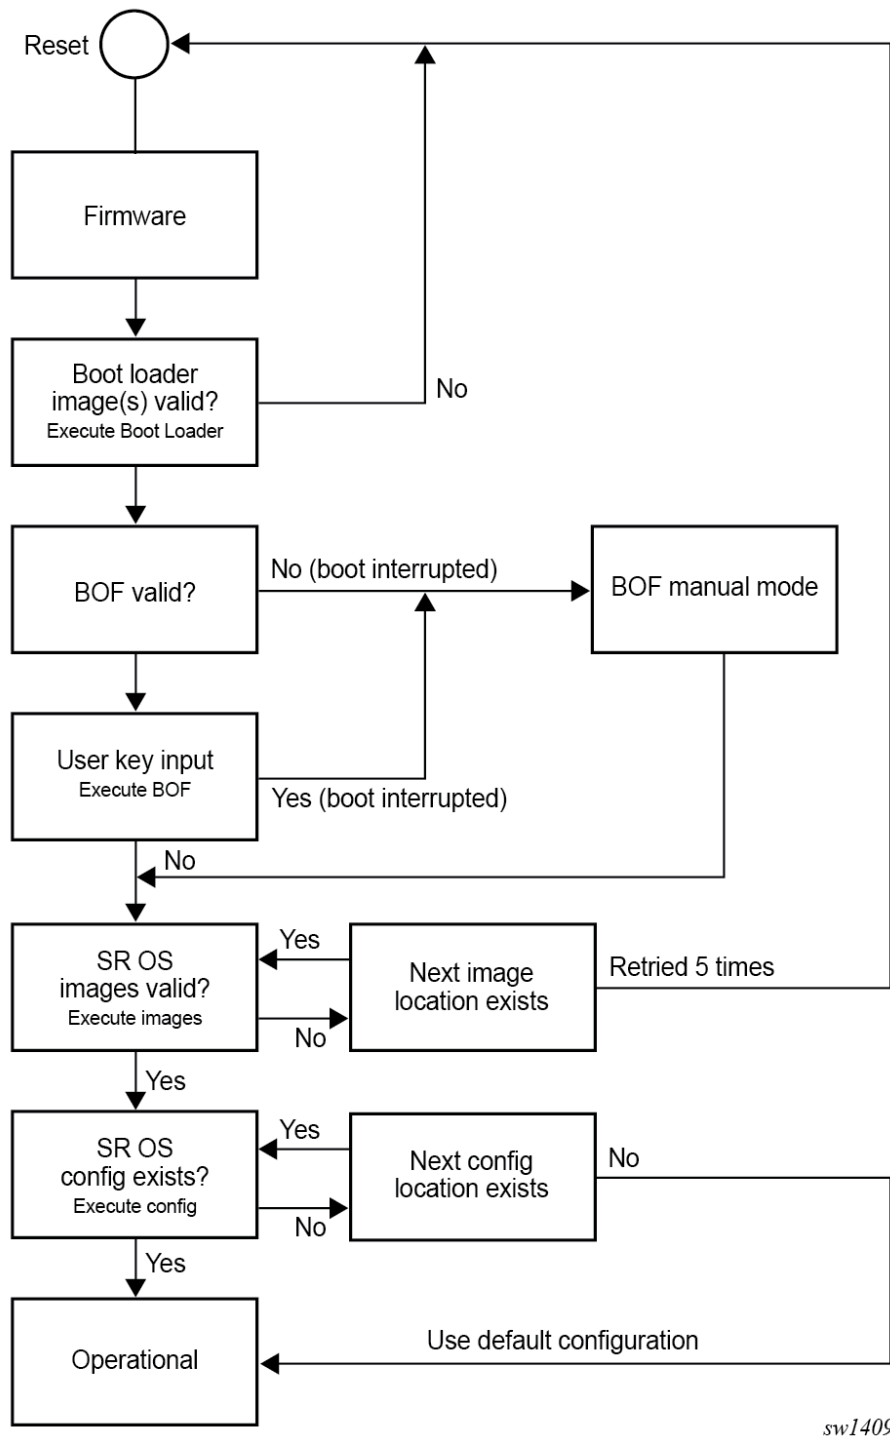 Reset
Firmware
Boot loader
image(s) valid?
Execute Boot Loader
No
BOF valid?
No (boot interrupted)
BOF manual mode
User key input
Execute BOF
Yes (boot interrupted)
No
SR OS
images valid?
Execute images
Yes
No
Next image
location exists
Retried 5 times
Yes
SR OS
config exists?
Execute config
Yes
No
Next config
location exists
No
Yes
Operational
Use default configuration
sw1409